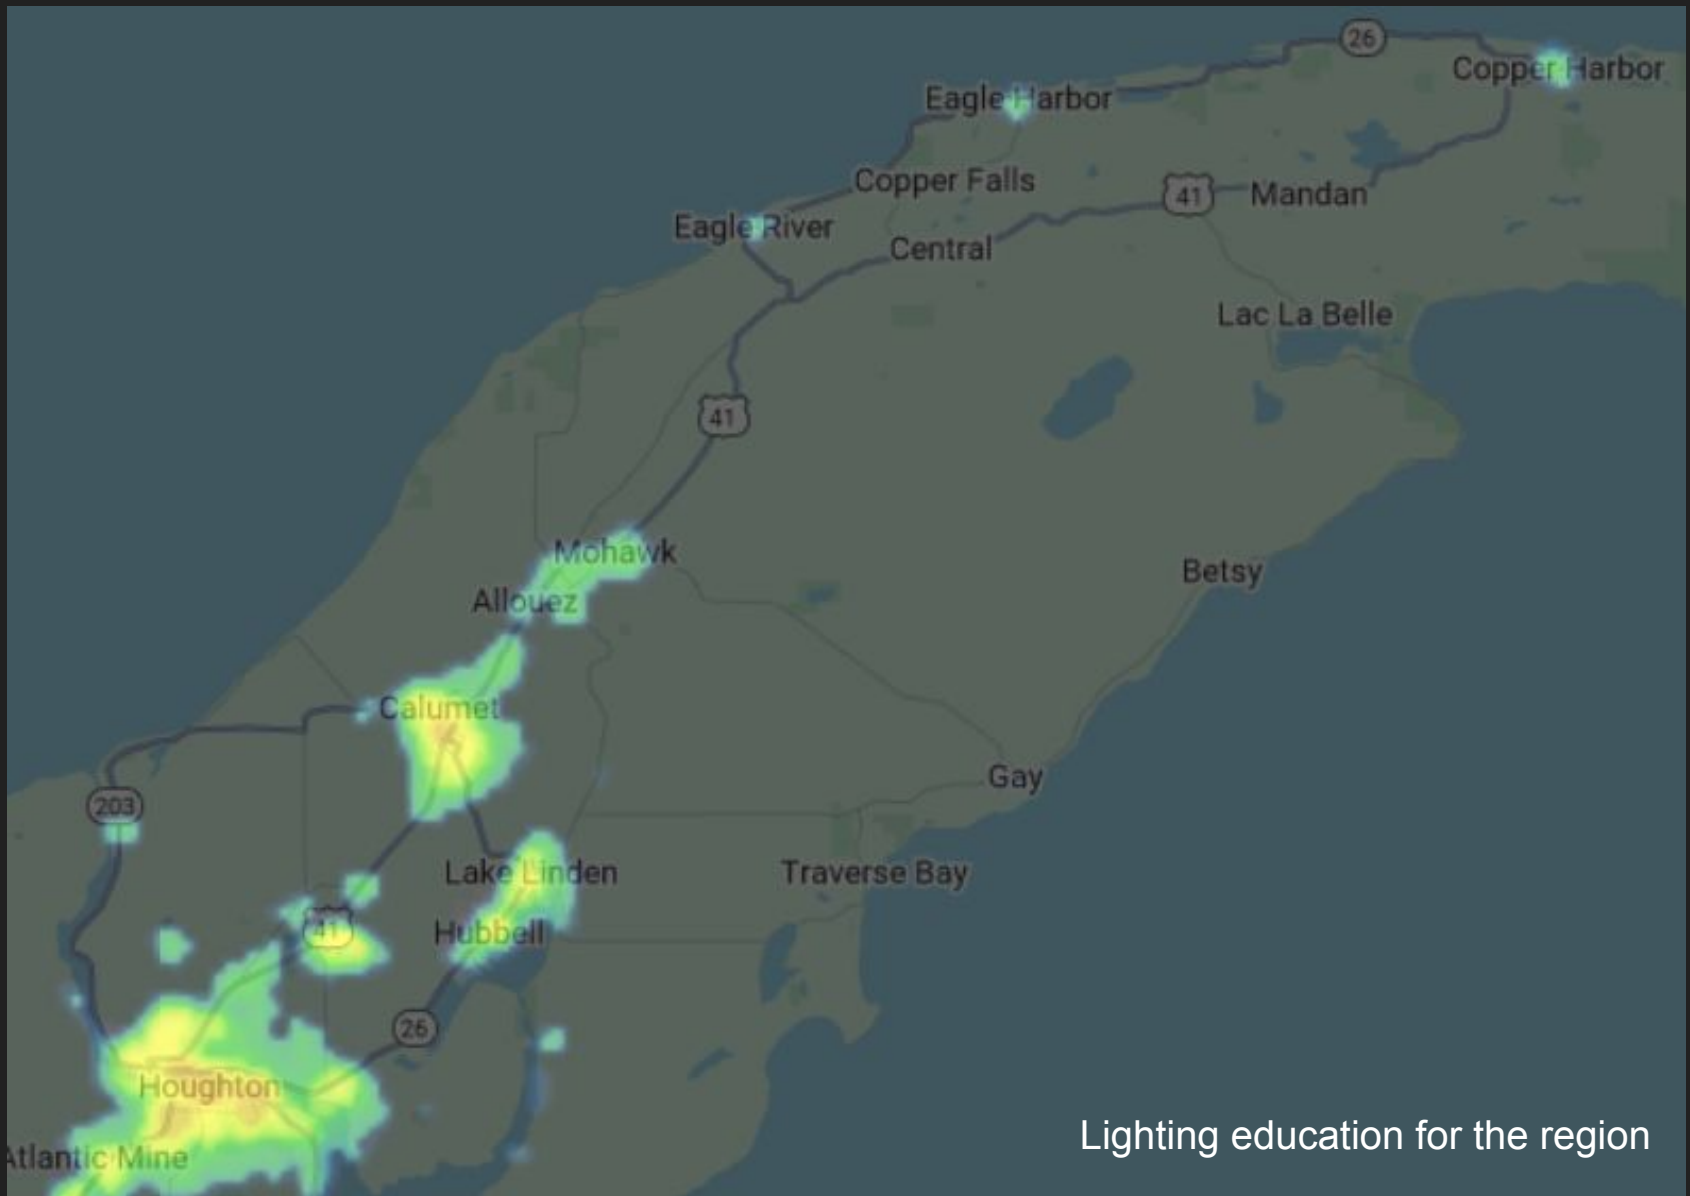 26
Copper Harbor
Eagle Harbor
Copper Falls
41
Mandan
Eagle River
Central
Lac La Belle
41
Mohawk
Betsy
Allouez
Calumet
Gay
203
Lake Linden
Traverse Bay
41
Hubbell
26
Houghton
Lighting education for the region
Atlantic Mine